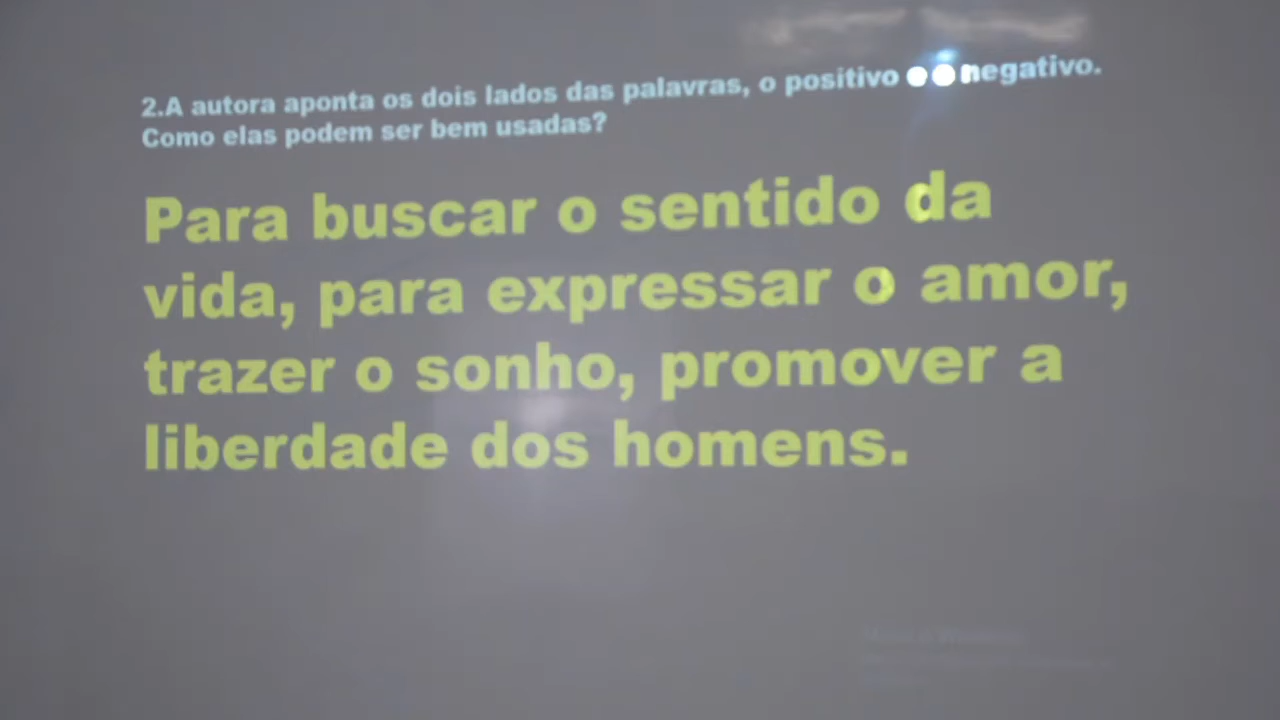 2.A autora aponta os dois lados das palavras, o positivo e o negativo.
Como elas podem ser bem usadas?
Para buscar o sentido da
vida, para expressar o amor,
trazer o sonho, promover a
liberdade dos homens.